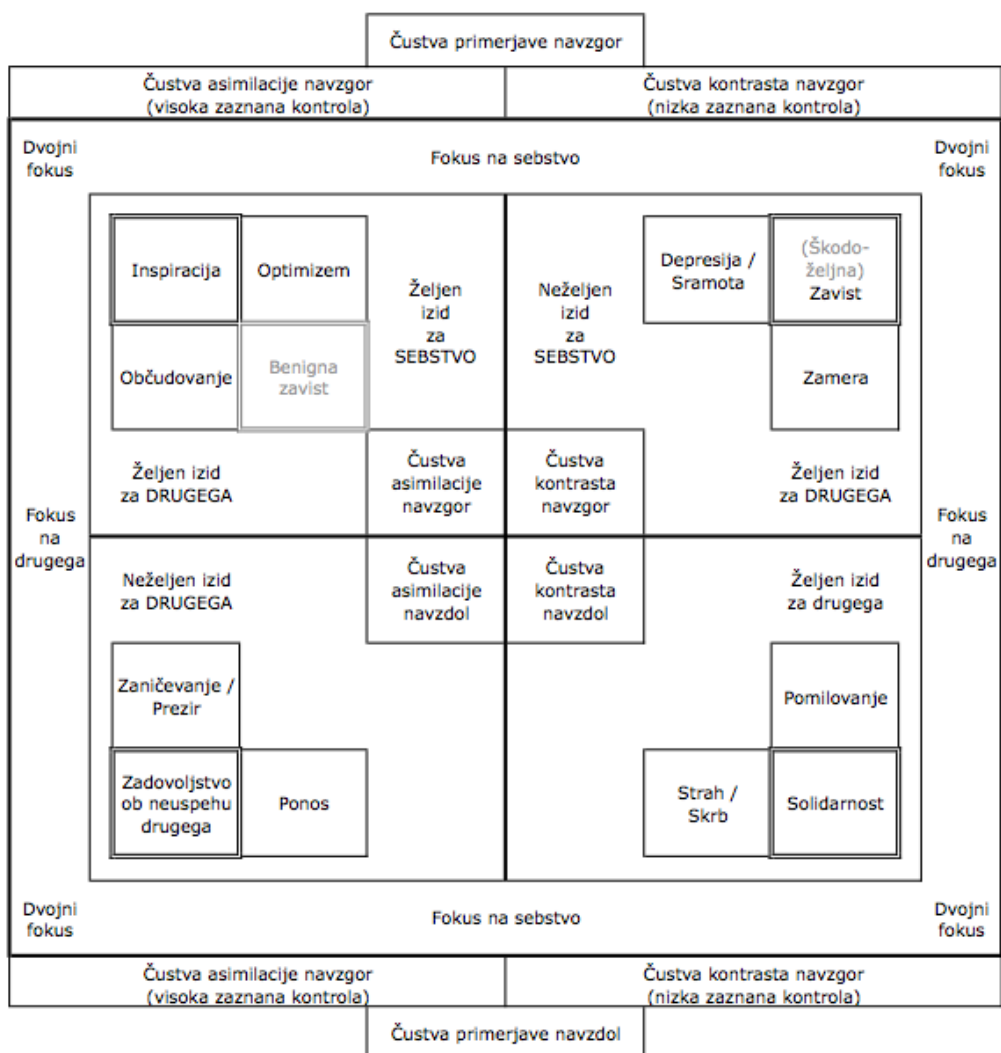 Čustva primerjave navzgor
Čustva asimilacije navzgor
(visoka zaznana kontrola)
Čustva kontrasta navzgor
(nizka zaznana kontrola)
Dvojni
fokus
Fokus na sebstvo
Dvojni
fokus
Inspiracija
Optimizem
Željen
izid
za
SEBSTVO
Neželjen
izid
za
SEBSTVO
Depresija /
Sramota
(Škodo-
željna)
Zavist
Občudovanje
Benigna
zavist
Zamera
Željen izid
za DRUGEGA
Čustva
asimilacije
navzgor
Čustva
kontrasta
navzgor
Željen izid
za DRUGEGA
Fokus
na
drugega
Fokus
na
drugega
Neželjen izid
za DRUGEGA
Čustva
asimilacije
navzdol
Čustva
kontrasta
navzdol
Željen izid
za drugega
Zaničevanje /
Prezir
Pomilovanje
Zadovoljstvo
ob neuspehu
drugega
Ponos
Strah /
Skrb
Solidarnost
Dvojni
fokus
Fokus na sebstvo
Dvojni
fokus
Čustva asimilacije navzgor
(visoka zaznana kontrola)
Čustva kontrasta navzgor
(nizka zaznana kontrola)
Čustva primerjave navzdol